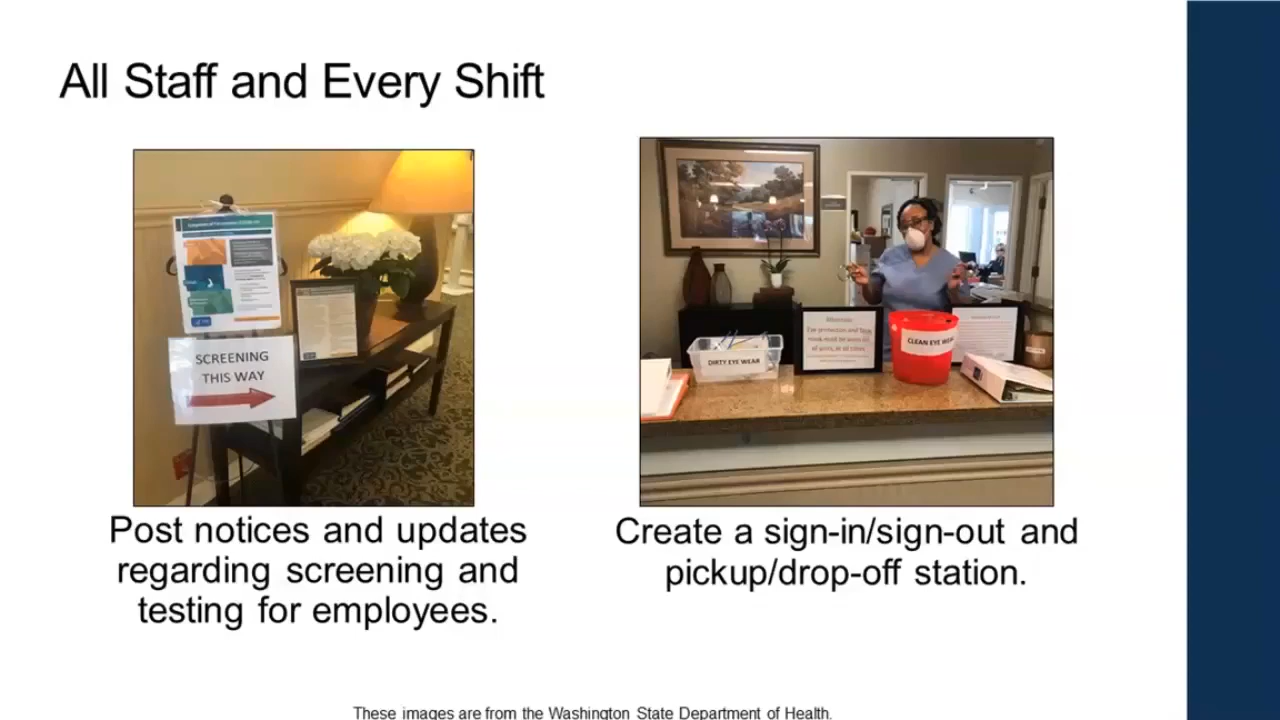 All Staff and Every Shift
SCREENING
THIS WAY
DIRTY EYE WEAR
CLEAN EYE WEAR
Post notices and updates
regarding screening and
testing for employees.
Create a sign-in/sign-out and
pickup/drop-off station.
These images are from the Washington State Department of Health.